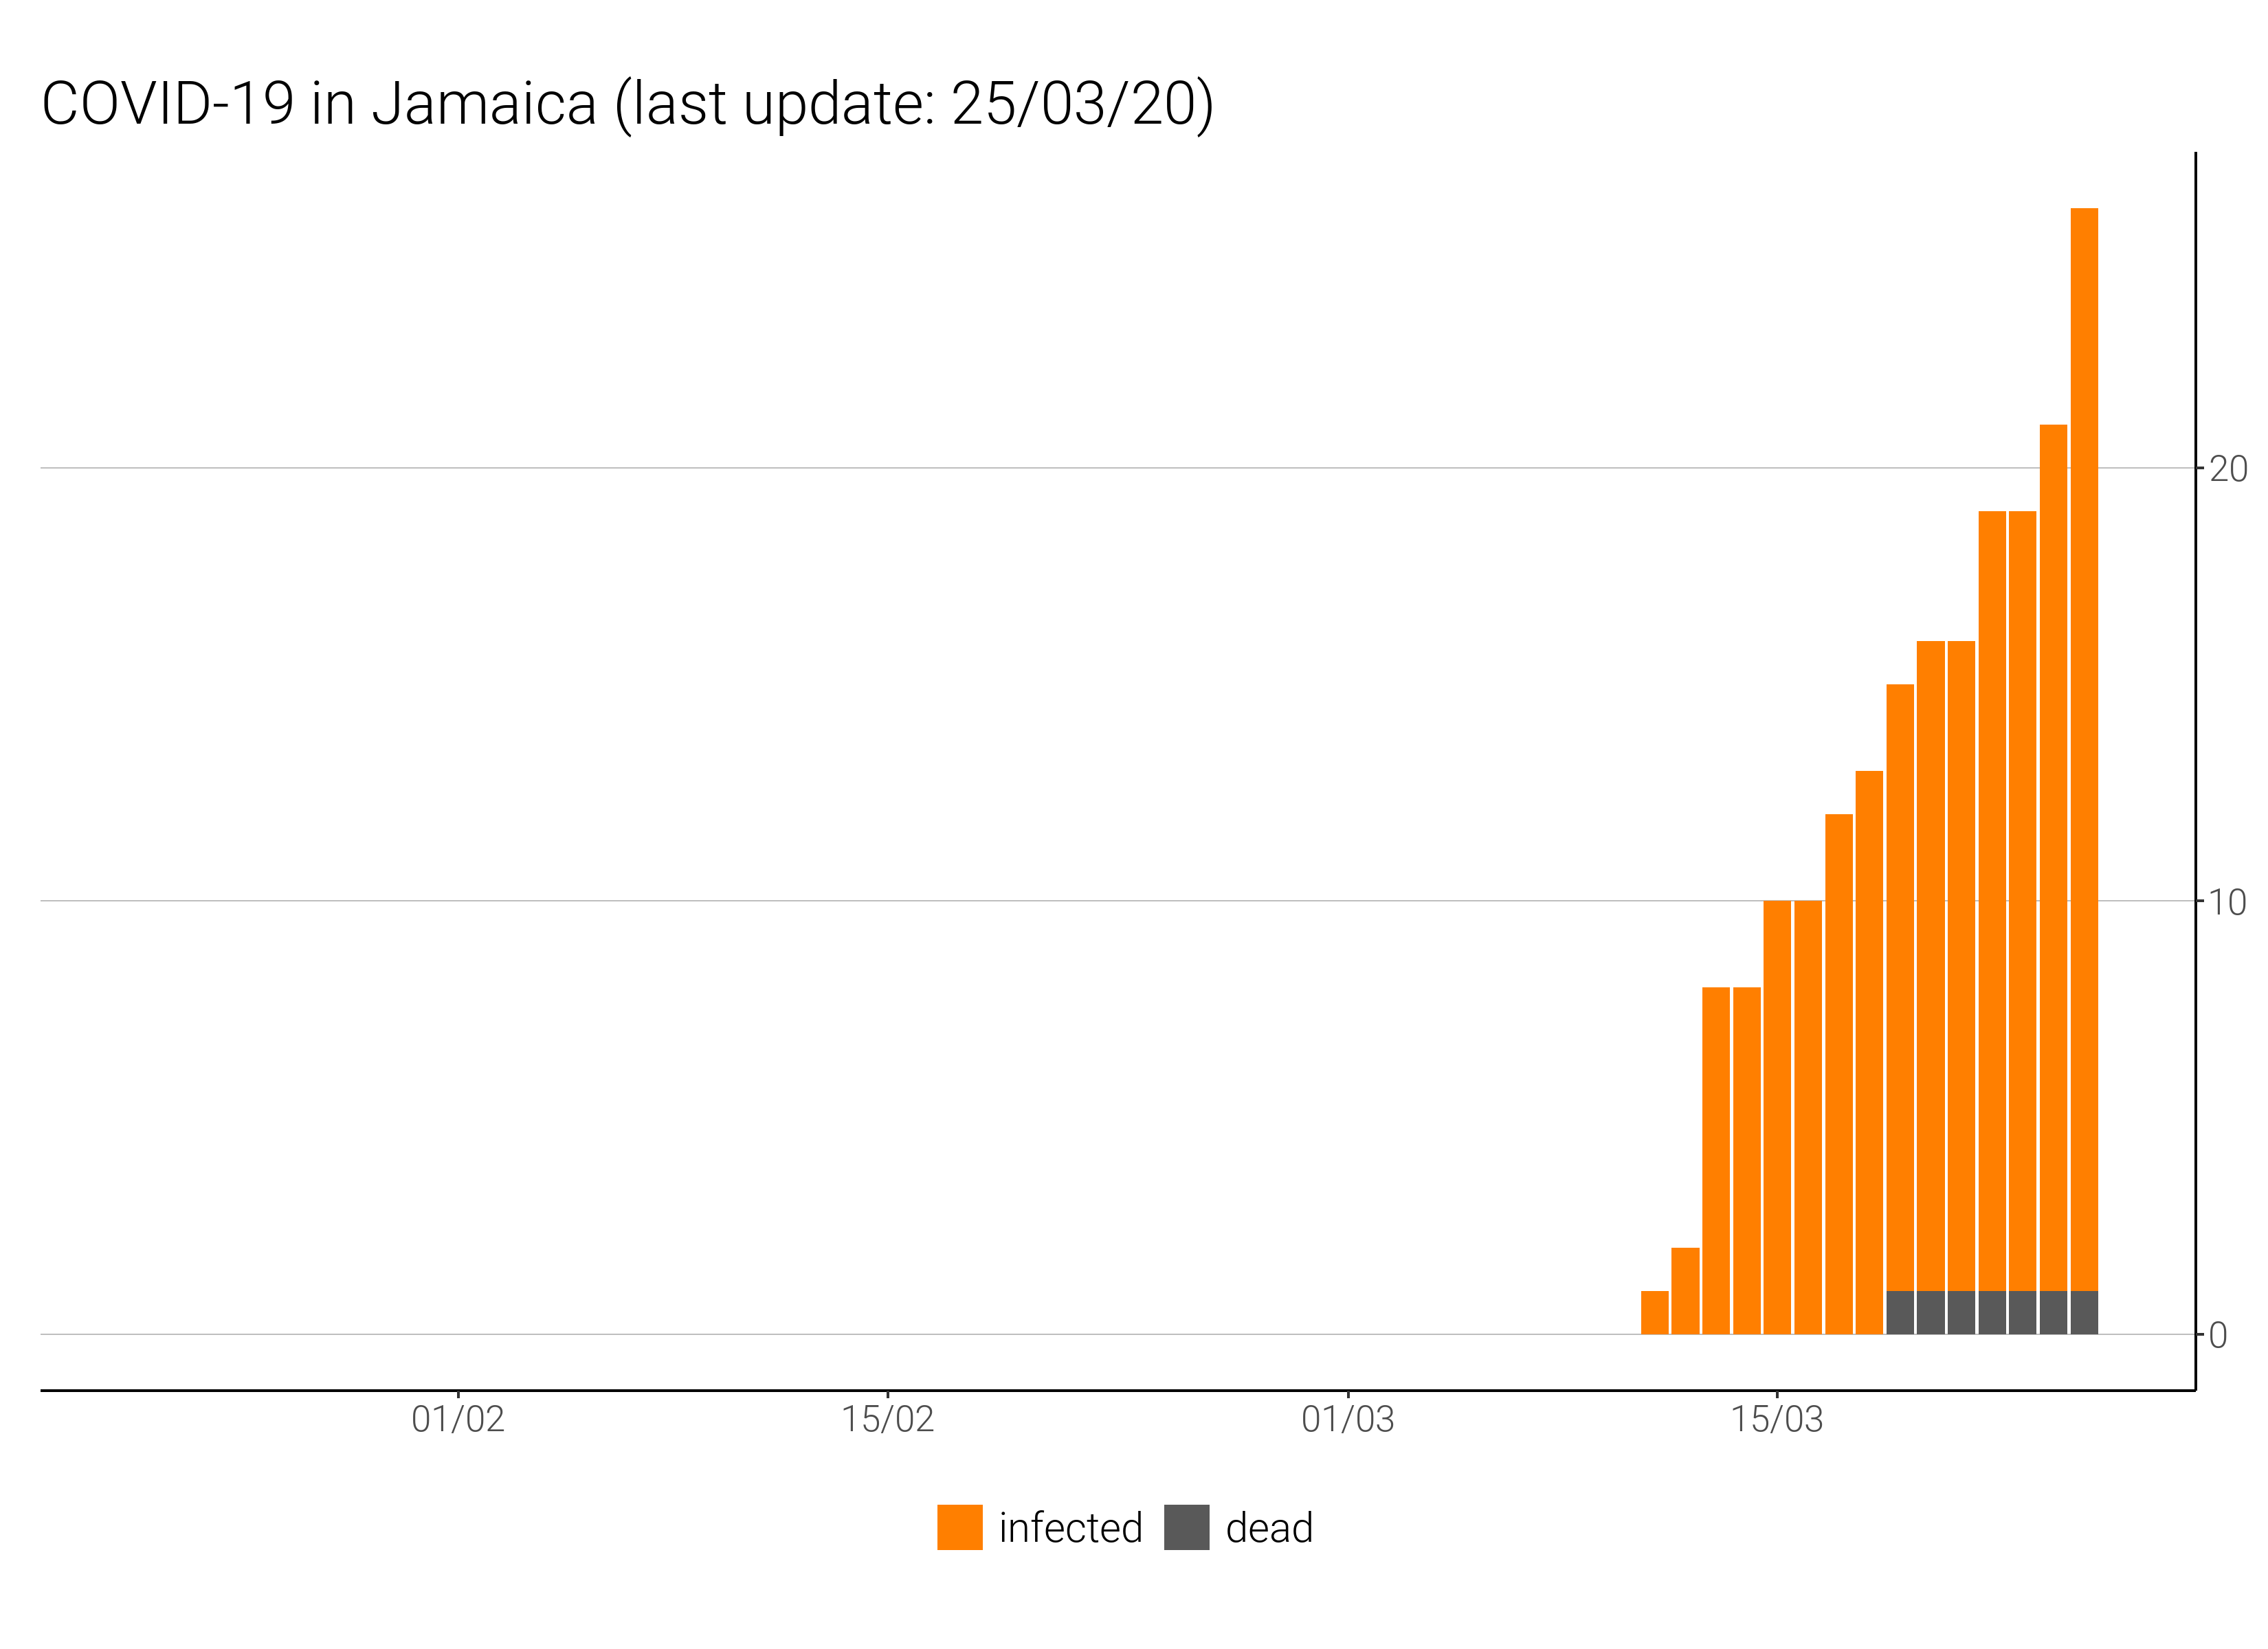 COVID-19 in Jamaica (last update: 25/03/20)
20
10
0
01/02 15/02 01/03 15/03
infected dead